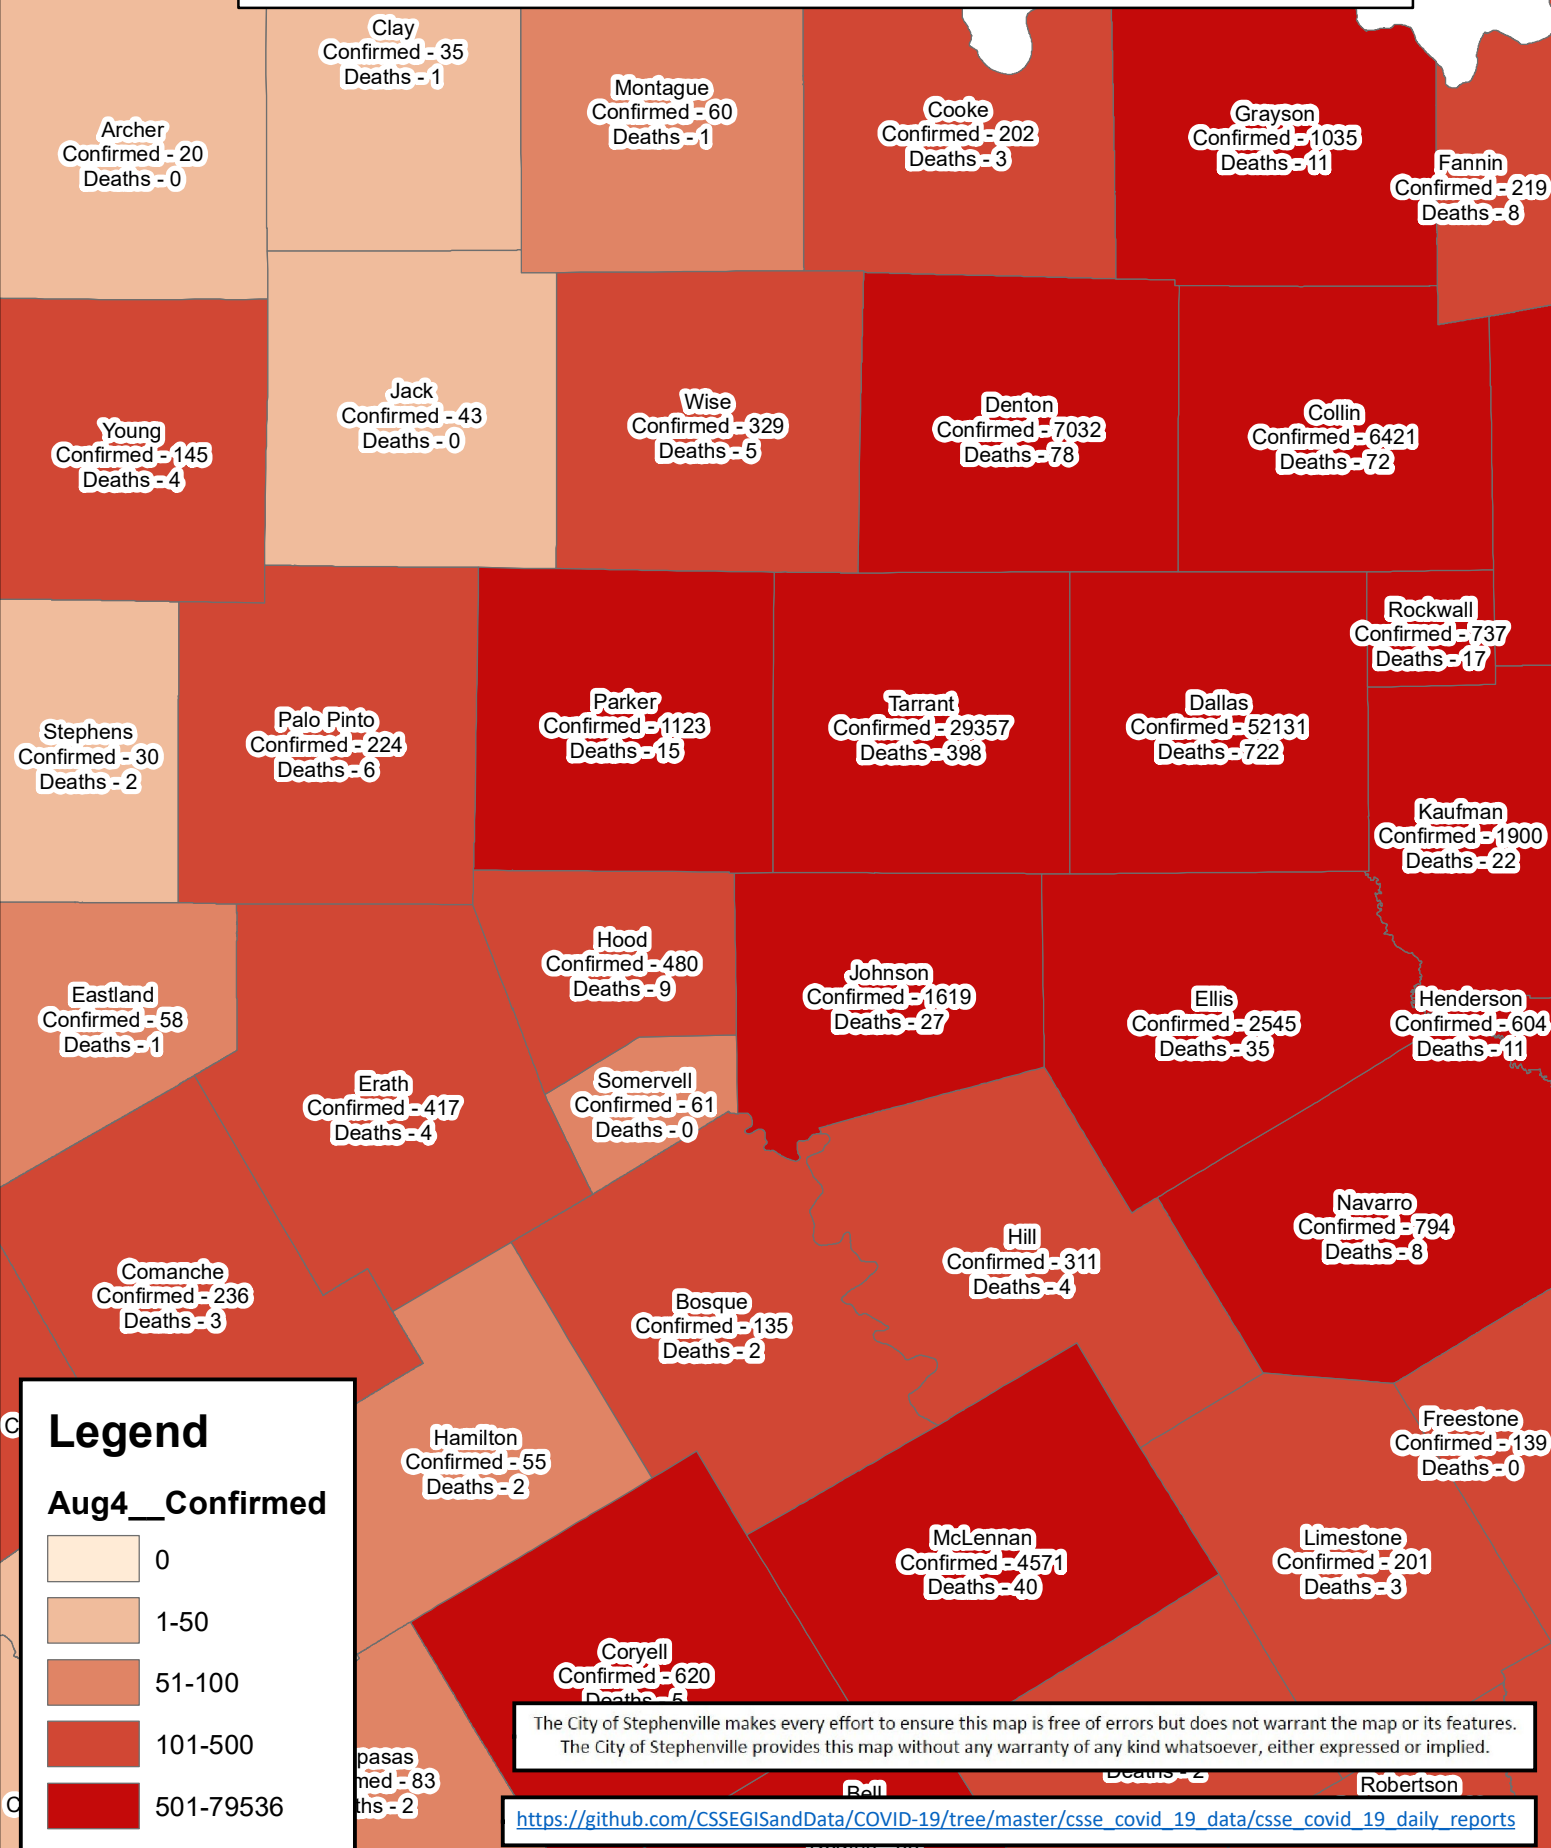 Clay
Confirmed - 35
Deaths - 1
Montague
Confirmed - 60
Deaths - 1
Cooke
Confirmed - 202
Deaths - 3
Grayson
Confirmed - 1035
Deaths - 11
Archer
Confirmed - 20
Deaths - 0
Fannin
Confirmed - 219
Deaths - 8
Young
Confirmed - 145
Deaths - 4
Jack
Confirmed - 43
Deaths - 0
Wise
Confirmed - 329
Deaths - 5
Denton
Confirmed - 7032
Deaths - 78
Collin
Confirmed - 6421
Deaths - 72
Rockwall
Confirmed - 737
Deaths - 17
Stephens
Confirmed - 30
Deaths - 2
Palo Pinto
Confirmed - 224
Deaths - 6
Parker
Confirmed - 1123
Deaths - 15
Tarrant
Confirmed - 29357
Deaths - 398
Dallas
Confirmed - 52131
Deaths - 722
Kaufman
Confirmed - 1900
Deaths - 22
Eastland
Confirmed - 58
Deaths - 1
Hood
Confirmed - 480
Deaths - 9
Johnson
Confirmed - 1619
Deaths - 27
Ellis
Confirmed - 2545
Deaths - 35
Henderson
Confirmed - 604
Deaths - 11
Erath
Confirmed - 417
Deaths - 4
Somervell
Confirmed - 61
Deaths - 0
Navarro
Confirmed - 794
Deaths - 8
Comanche
Confirmed - 236
Deaths - 3
Bosque
Confirmed - 135
Deaths - 2
Hill
Confirmed - 311
Deaths - 4
Hamilton
Confirmed - 55
Deaths - 2
Freestone
Confirmed - 139
Deaths - 0
McLennan
Confirmed - 4571
Deaths - 40
Limestone
Confirmed - 201
Deaths - 3
Coryell
Confirmed - 620
Deaths - 5
pasas
med - 83
ths - 2
Deaths - 2
Bell
Robertson
Legend
Aug4__Confirmed
0
1-50
51-100
101-500
501-79536
The City of Stephenville makes every effort to ensure this map is free of errors but does not warrant the map or its features.
The City of Stephenville provides this map without any warranty of any kind whatsoever, either expressed or implied.
https://github.com/CSSEGISandData/COVID-19/tree/master/csse_covid_19_data/csse_covid_19_daily_reports